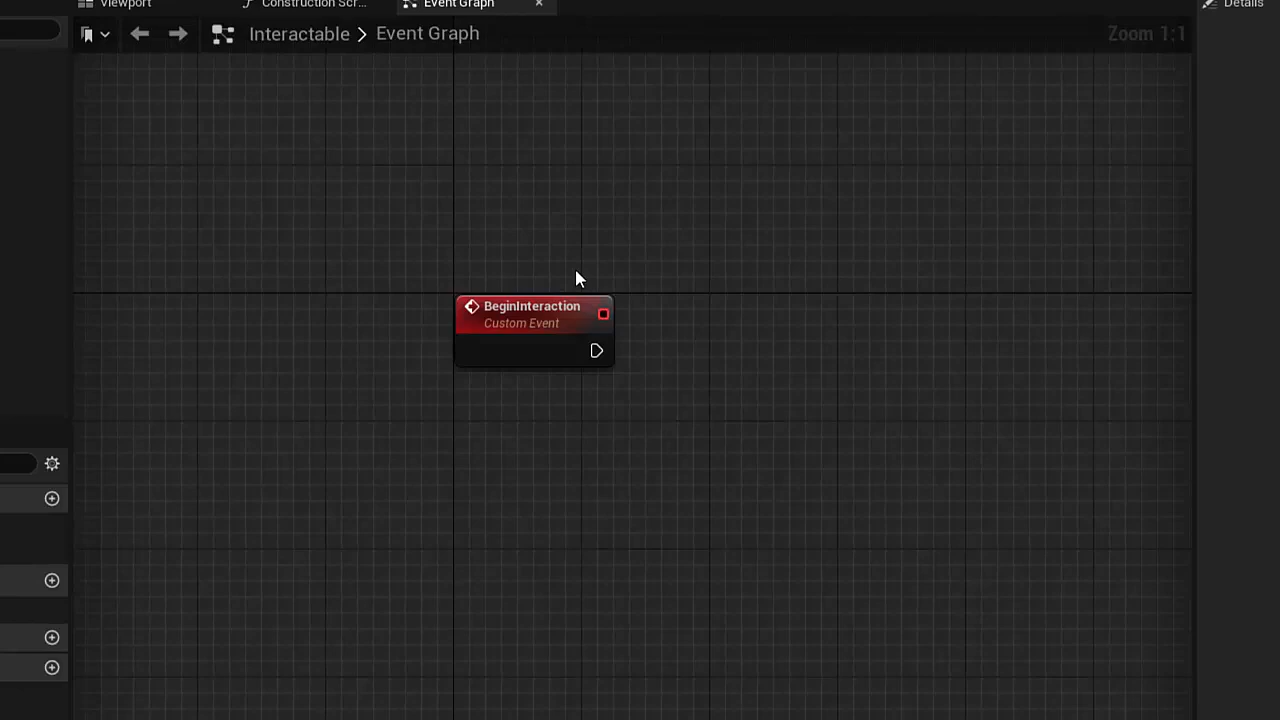 Viewport
Construction Scr...
Event Graph
Details
Interactable > Event Graph
Zoom 1:1
BeginInteraction
Custom Event